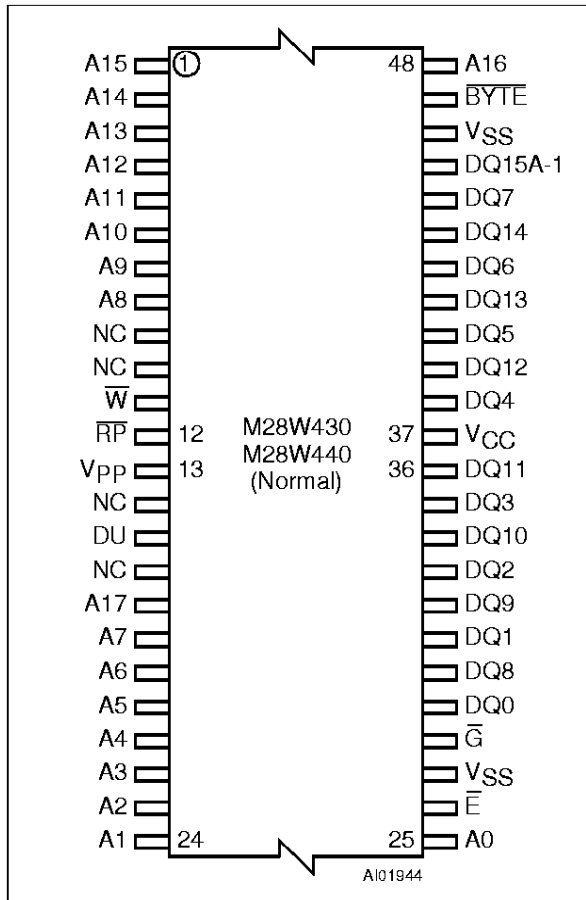 A15 1 48 A16
A14 B̅Y̅T̅E̅
A13 VSS
A12 DQ15A-1
A11 DQ7
A10 DQ14
A9 DQ6
A8 DQ13
NC DQ5
NC DQ12
W̅ DQ4
R̅P̅ 12 M28W430 37 VCC
VPP 13 M28W440 36 DQ11
(Normal)
NC DQ3
DU DQ10
NC DQ2
A17 DQ9
A7 DQ1
A6 DQ8
A5 DQ0
A4 G̅
A3 VSS
A2 E̅
A1 24 25 A0
AI01944